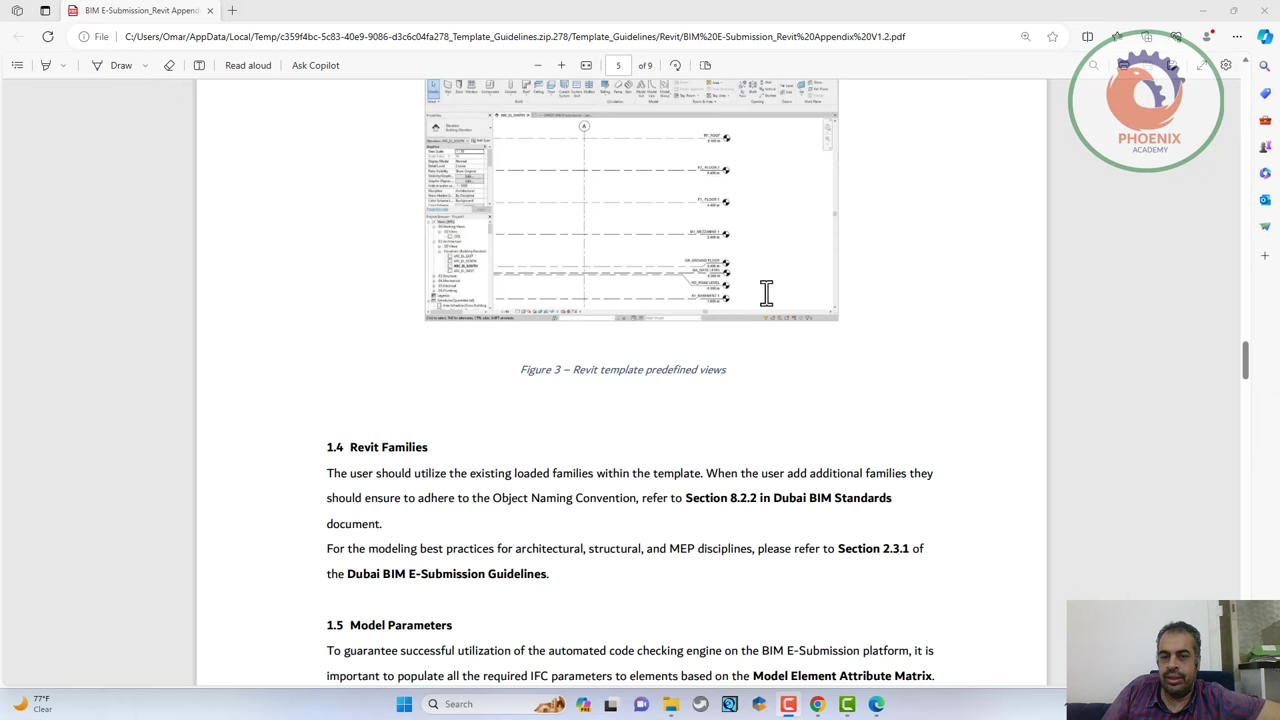 BIM E-Submission_Revit Appen
File
C:/Users/Omar/AppData/Local/Temp/c359f4bc-5c83-40e9-9086-d3c6c04fa278_Template_Guidelines.zip.278/Template_Guidelines/Revit/BIM%20E-Submission_Revit%20Appendix%20V1.2.pdf
Draw
Read aloud
Ask Copilot
5 of 9
PHOENIX
ACADEMY
A
Figure 3 – Revit template predefined views
1.4 Revit Families
The user should utilize the existing loaded families within the template. When the user add additional families they
should ensure to adhere to the Object Naming Convention, refer to Section 8.2.2 in Dubai BIM Standards
document.
For the modeling best practices for architectural, structural, and MEP disciplines, please refer to Section 2.3.1 of
the Dubai BIM E-Submission Guidelines.
1.5 Model Parameters
To guarantee successful utilization of the automated code checking engine on the BIM E-Submission platform, it is
important to populate all the required IFC parameters to elements based on the Model Element Attribute Matrix.
77°F
Clear
Search